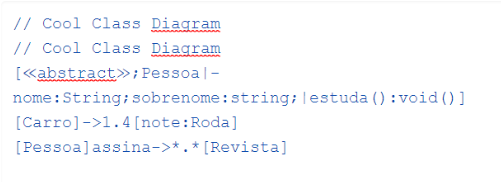 // Cool Class Diagram
// Cool Class Diagram
[≪abstract≫;Pessoa|-
nome:String;sobrenome:string;|estuda():void()]
[Carro]->1.4[note:Roda]
[Pessoa]assina->*.*[Revista]